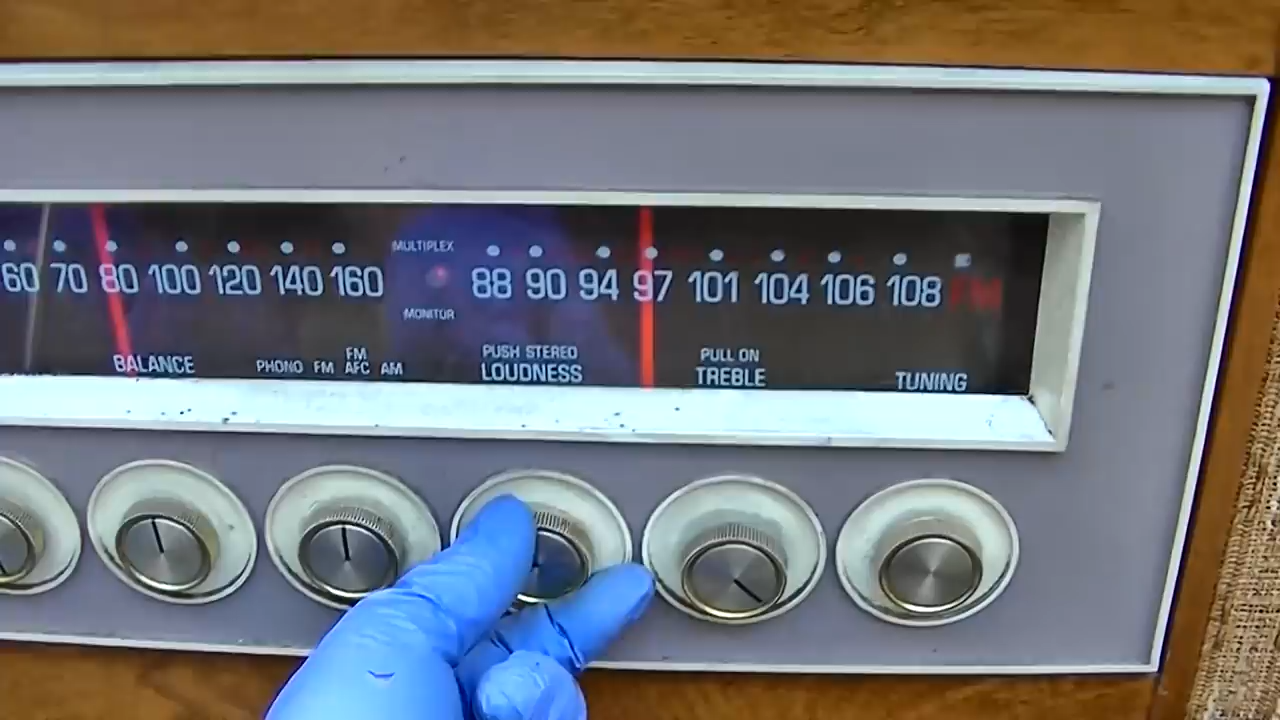 MULTIPLEX
60 70 80 100 120 140 160 88 90 94 97 101 104 106 108 FM
MONITOR
BALANCE
PHONO FM FM AFC AM
PUSH STEREO
LOUDNESS
PULL ON
TREBLE
TUNING